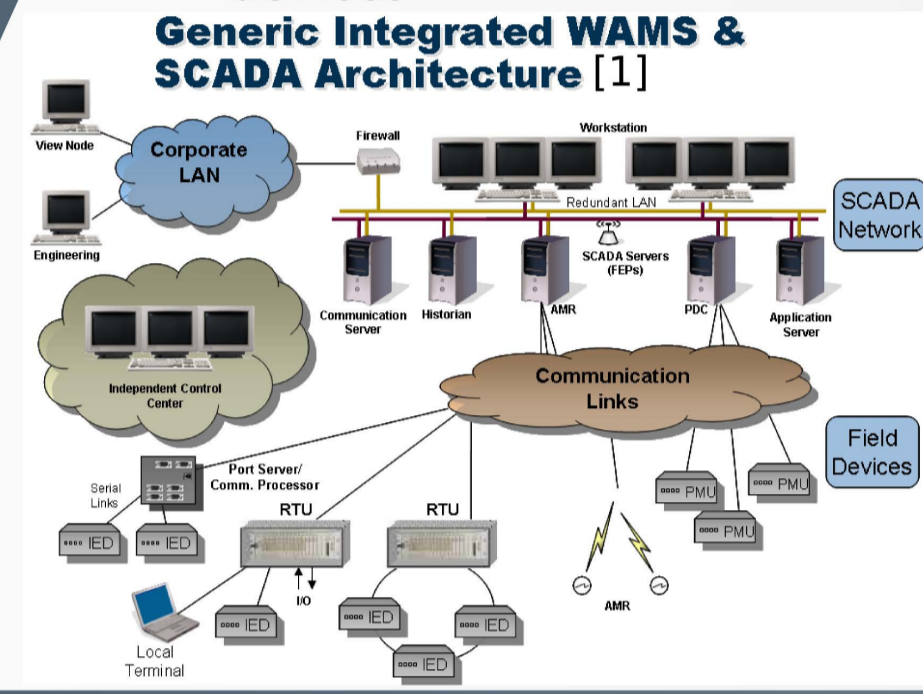 Generic Integrated WAMS &
SCADA Architecture [1]
View Node
Corporate
LAN
Firewall
Workstation
Engineering
Redundant LAN
SCADA
Network
SCADA Servers
(FEPs)
Communication
Server
Historian
AMR
PDC
Application
Server
Independent Control
Center
Communication
Links
Field
Devices
Port Server/
Comm. Processor
Serial
Links
IED
IED
RTU
RTU
PMU
PMU
PMU
I/O
IED
IED
IED
IED
AMR
Local
Terminal